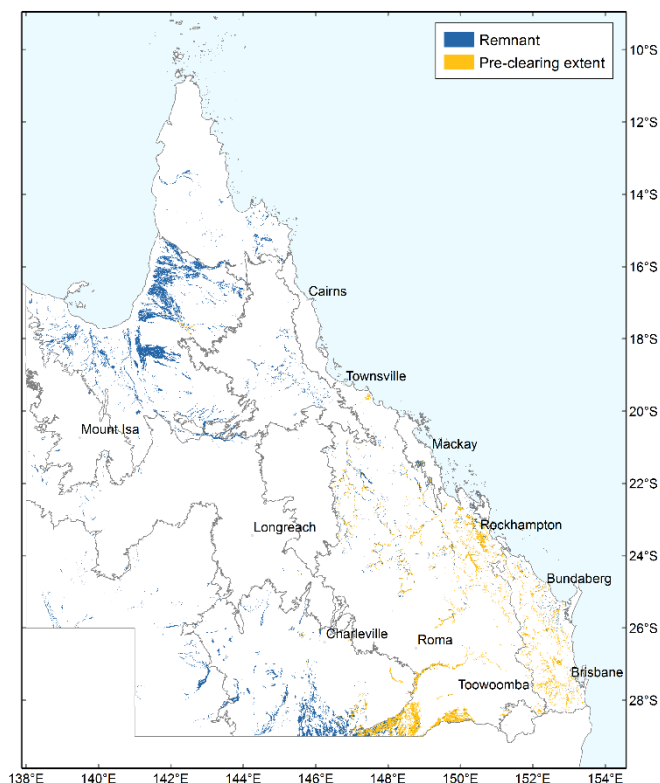 Remnant
Pre-clearing extent
10°S
12°S
14°S
16°S
Cairns
18°S
Townsville
20°S
Mount Isa
Mackay
22°S
Longreach
Rockhampton
24°S
Bundaberg
26°S
Charleville
Roma
Brisbane
Toowoomba
28°S
138°E
140°E
142°E
144°E
146°E
148°E
150°E
152°E
154°E